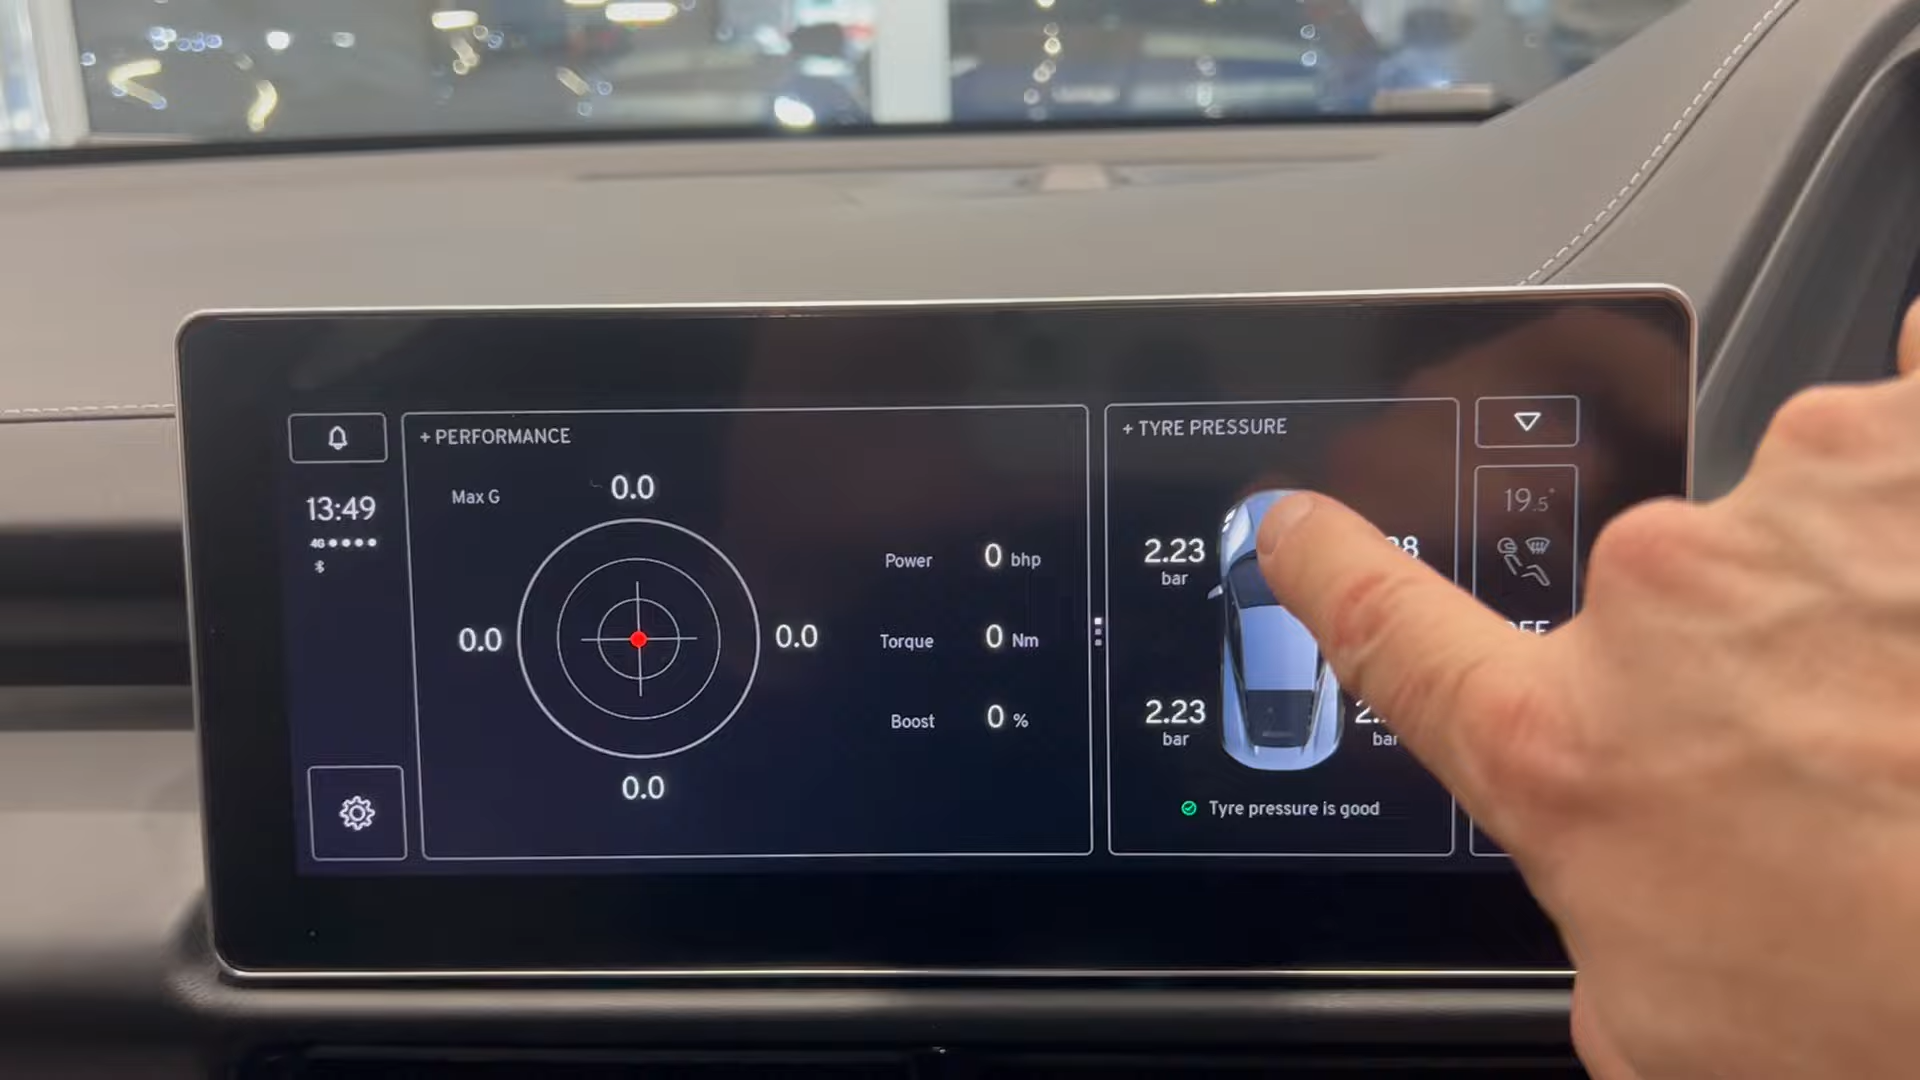 + PERFORMANCE
+ TYRE PRESSURE
13:49
4G
Max G
0.0
0.0
0.0
0.0
Power 0 bhp
Torque 0 Nm
Boost 0 %
2.23
bar
2.23
bar
bar
Tyre pressure is good
19.5°